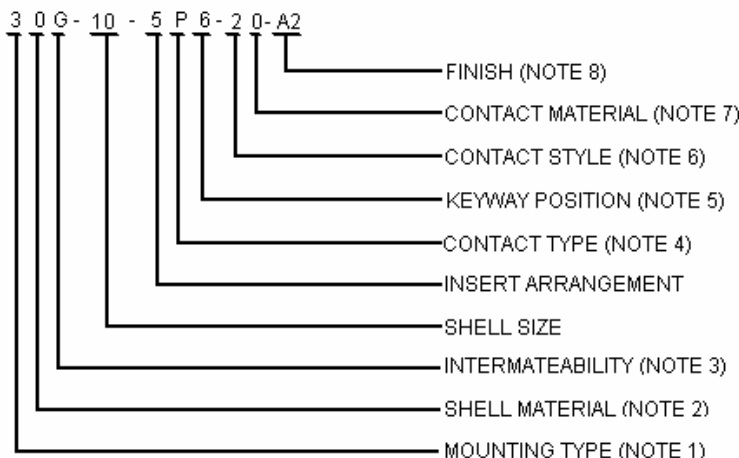 3 0 G - 10 - 5 P 6 - 2 0 - A2
FINISH (NOTE 8)
CONTACT MATERIAL (NOTE 7)
CONTACT STYLE (NOTE 6)
KEYWAY POSITION (NOTE 5)
CONTACT TYPE (NOTE 4)
INSERT ARRANGEMENT
SHELL SIZE
INTERMATEABILITY (NOTE 3)
SHELL MATERIAL (NOTE 2)
MOUNTING TYPE (NOTE 1)